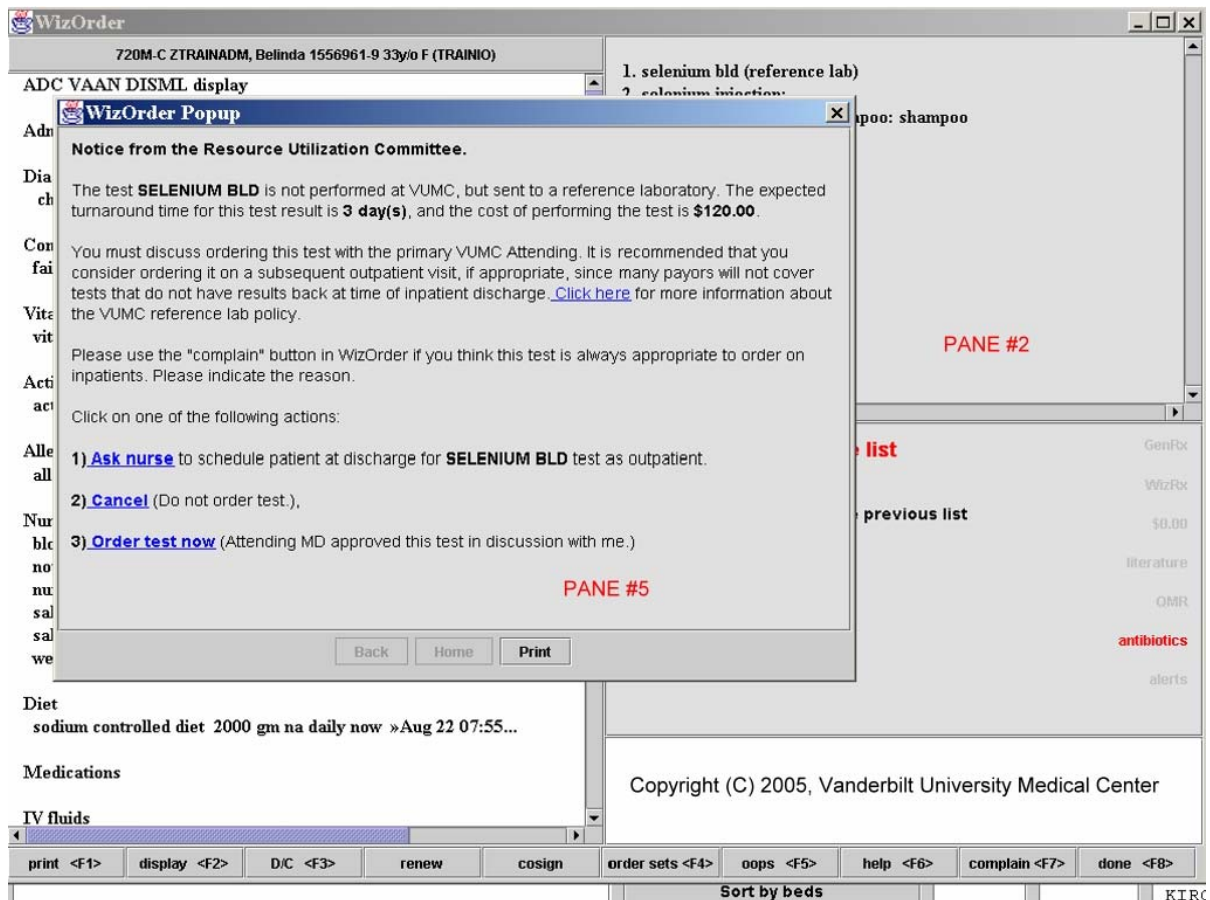 WizOrder
720M-C ZTRAINADM, Belinda 1556961-9 33y/o F (TRAINIO)
ADC VAAN DISML display
Diet
sodium controlled diet 2000 gm na daily now »Aug 22 07:55...
Medications
IV fluids
1. selenium bld (reference lab)
2. selenium injection:
shampoo
PANE #2
WizOrder Popup
Notice from the Resource Utilization Committee.
The test SELENIUM BLD is not performed at VUMC, but sent to a reference laboratory. The expected
turnaround time for this test result is 3 day(s), and the cost of performing the test is $120.00.
You must discuss ordering this test with the primary VUMC Attending. It is recommended that you
consider ordering it on a subsequent outpatient visit, if appropriate, since many payors will not cover
tests that do not have results back at time of inpatient discharge. Click here for more information about
the VUMC reference lab policy.
Please use the "complain" button in WizOrder if you think this test is always appropriate to order on
inpatients. Please indicate the reason.
Click on one of the following actions:
1) Ask nurse to schedule patient at discharge for SELENIUM BLD test as outpatient.
2) Cancel (Do not order test.),
3) Order test now (Attending MD approved this test in discussion with me.)
PANE #5
Back Home Print
list
previous list
GenRx
WizRx
$0.00
literature
OMR
antibiotics
alerts
Copyright (C) 2005, Vanderbilt University Medical Center
print <F1> display <F2> D/C <F3> renew cosign order sets <F4> oops <F5> help <F6> complain <F7> done <F8>
Sort by beds